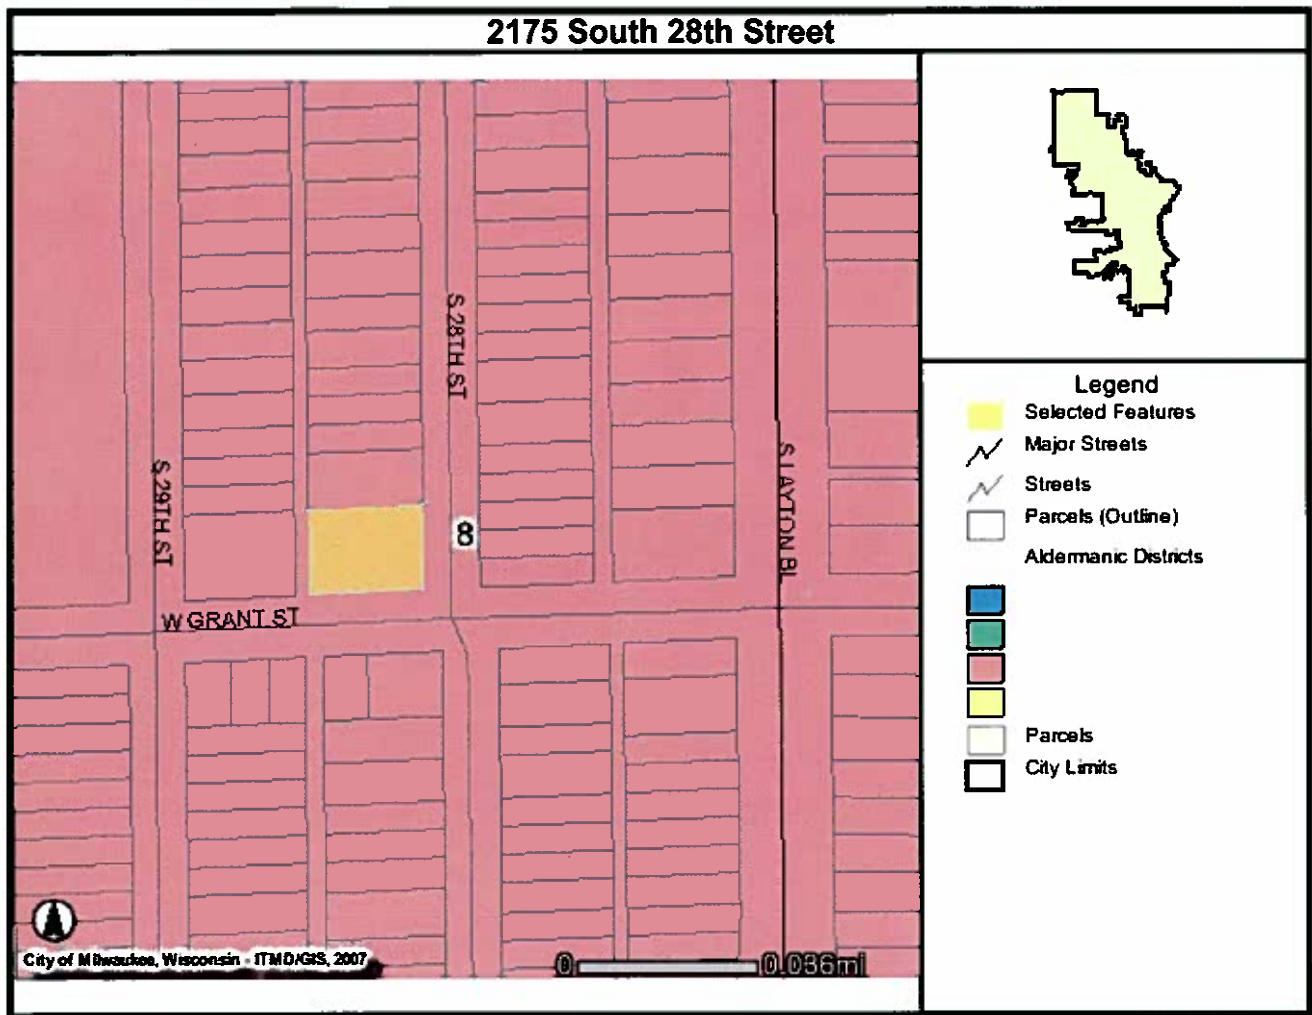 2175 South 28th Street
S 28TH ST
S 29TH ST
S LAYTON BL
8
W GRANT ST
City of Milwaukee, Wisconsin - ITMD/GIS, 2007
0 0.036mi
Legend
Selected Features
Major Streets
Streets
Parcels (Outline)
Aldermanic Districts
Parcels
City Limits